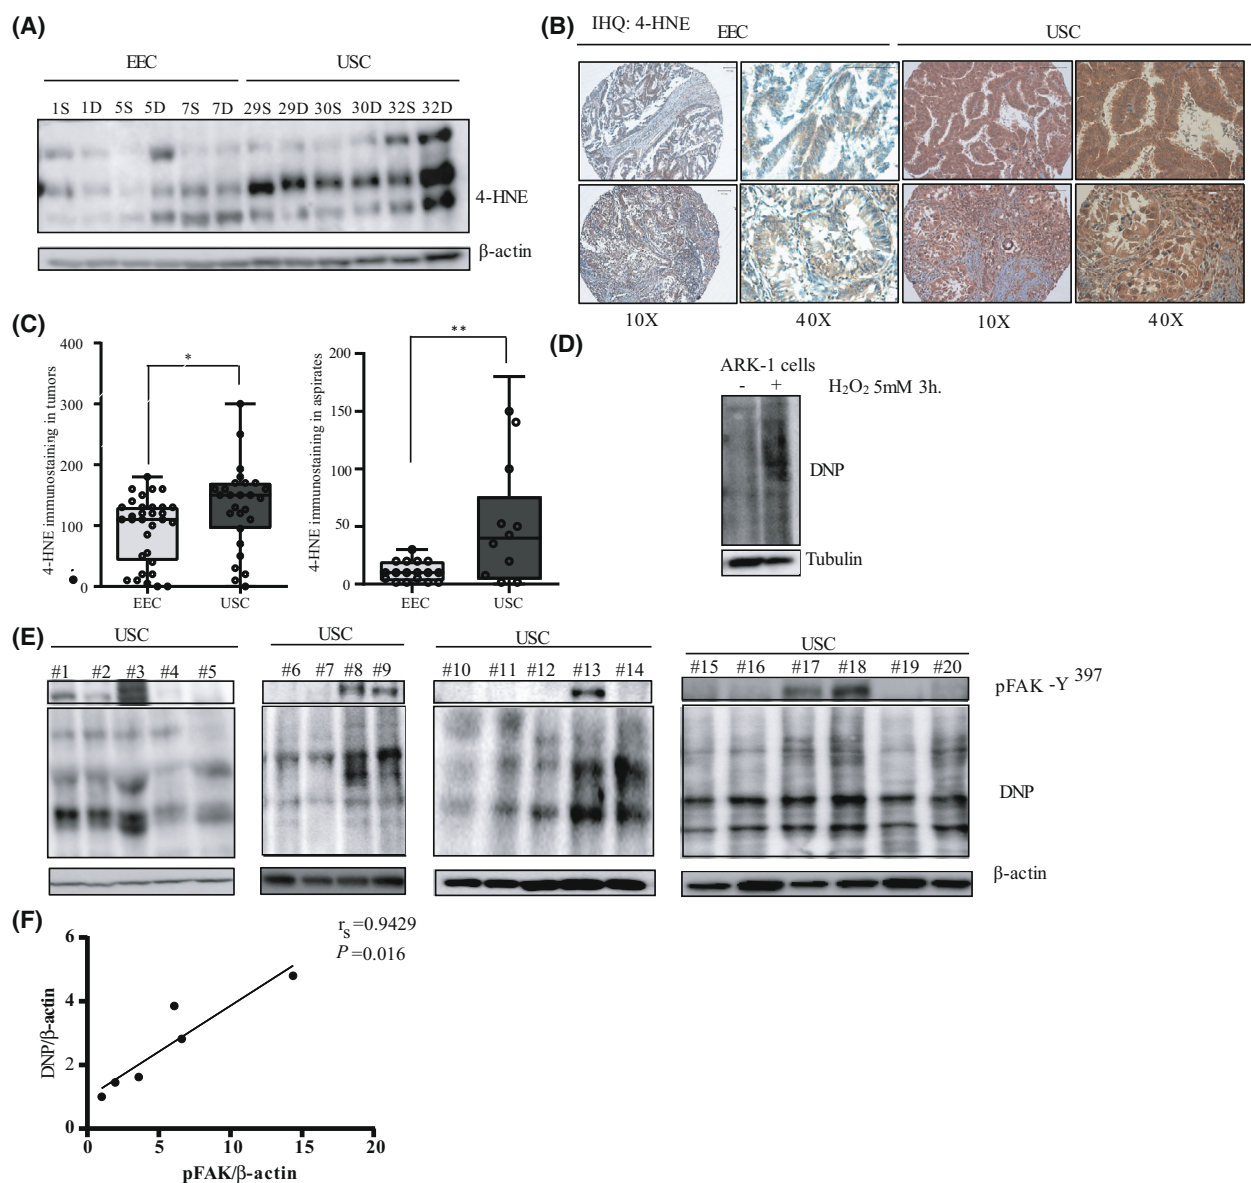 (A)
EEC USC
1S 1D 5S 5D 7S 7D 29S 29D 30S 30D 32S 32D
4-HNE
β-actin
(B)
IHQ: 4-HNE
EEC USC
10X 40X 10X 40X
(C)
4-HNE immunostaining in tumors
400
300
200
100
0
*
EEC USC
4-HNE immunostaining in aspirates
200
150
100
50
0
**
EEC USC
(D)
ARK-1 cells
- + H₂O₂ 5mM 3h.
DNP
Tubulin
(E)
USC USC USC USC
#1 #2 #3 #4 #5 #6 #7 #8 #9 #10 #11 #12 #13 #14 #15 #16 #17 #18 #19 #20
pFAK -Y 397
DNP
β-actin
(F)
rs=0.9429
P=0.016
DNP/β-actin
6
4
2
0
0 5 10 15 20
pFAK/β-actin